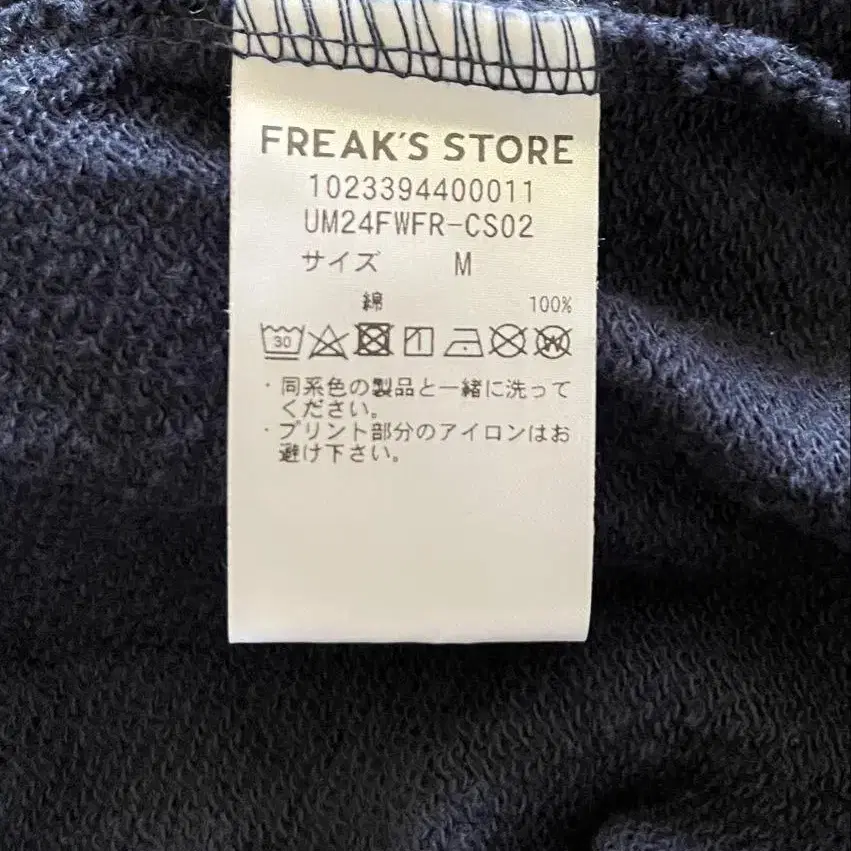 FREAK'S STORE
1023394400011
UM24FWFR-CS02
サイズ M
綿 100%
30
W
・同系色の製品と一緒に洗って
ください。
・プリント部分のアイロンはお
避け下さい。